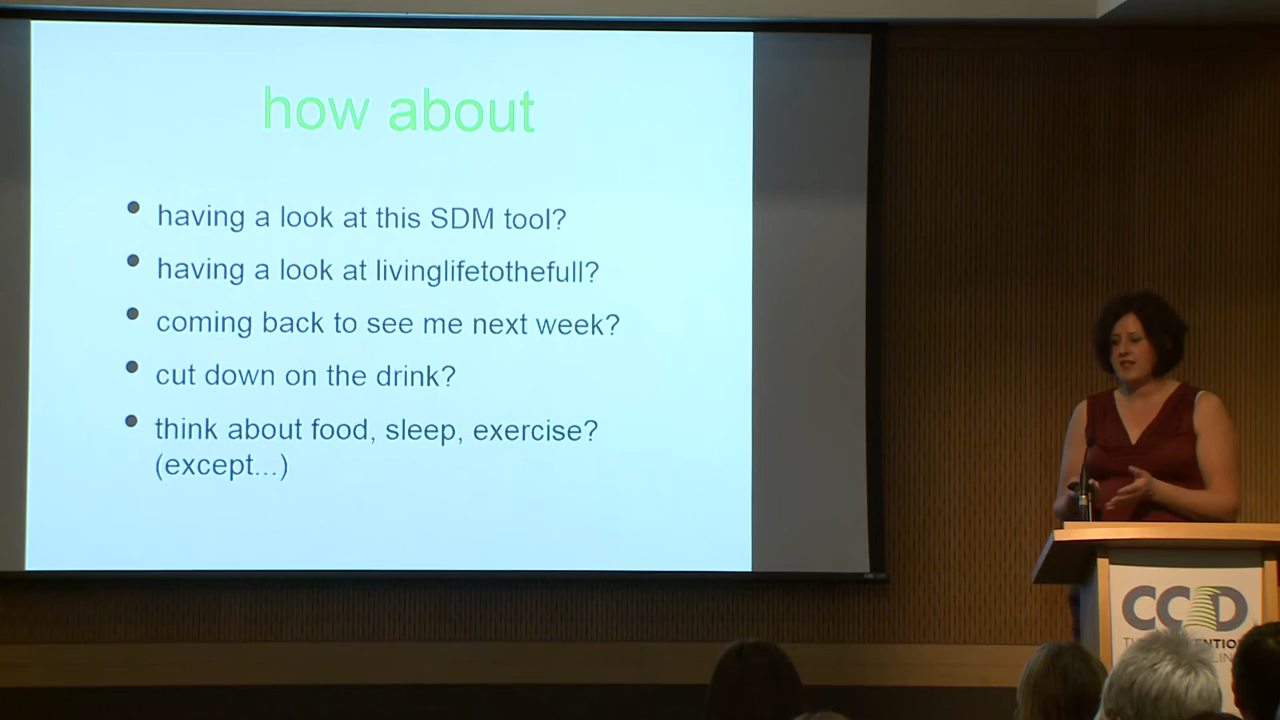 how about
• having a look at this SDM tool?
• having a look at livinglifetothefull?
• coming back to see me next week?
• cut down on the drink?
• think about food, sleep, exercise?
(except...)
CCD